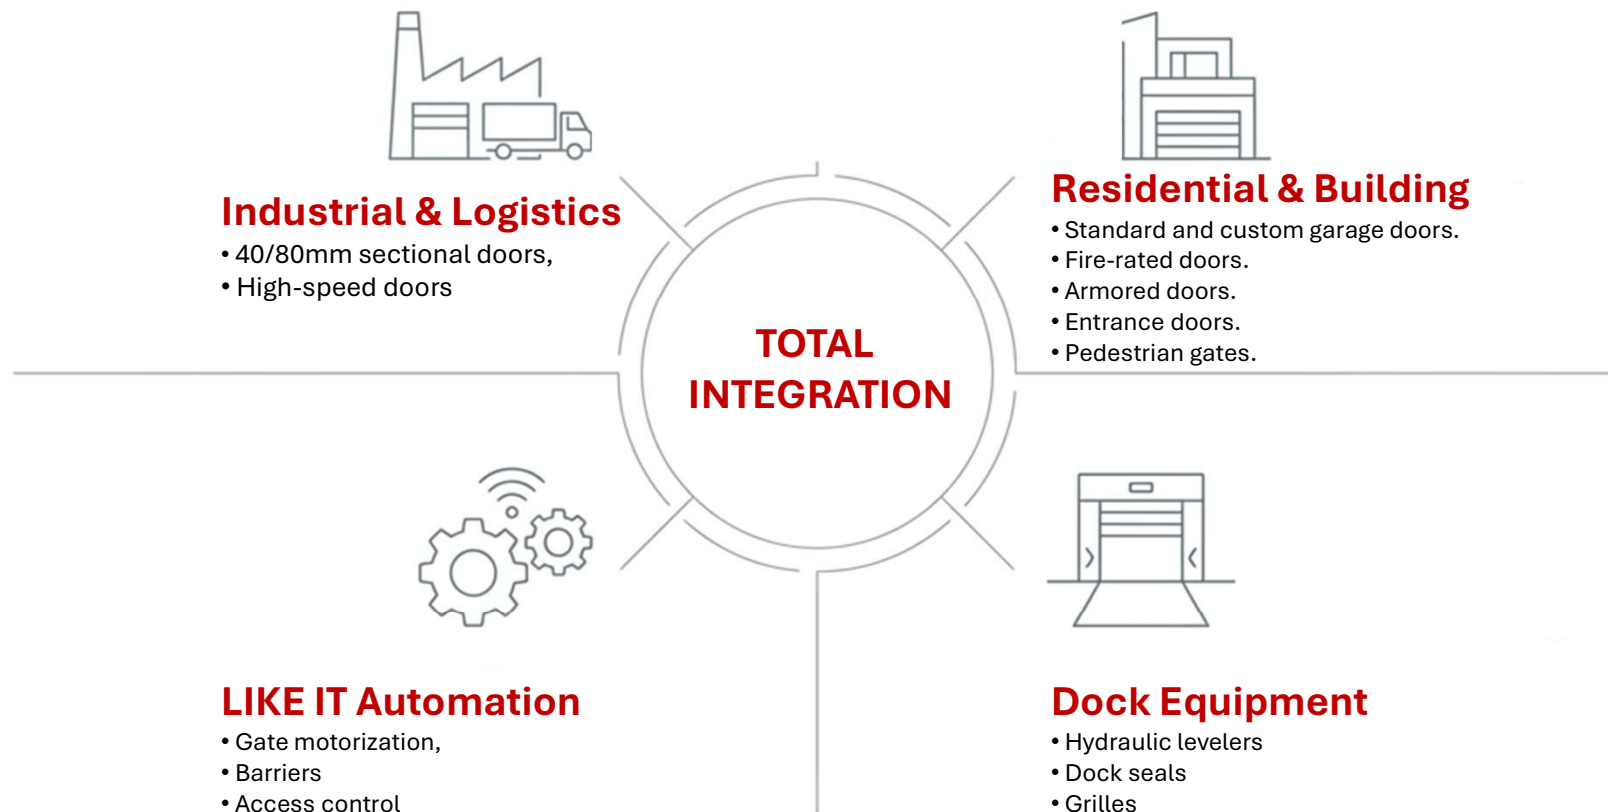 Industrial & Logistics
• 40/80mm sectional doors,
• High-speed doors
Residential & Building
• Standard and custom garage doors.
• Fire-rated doors.
• Armored doors.
• Entrance doors.
• Pedestrian gates.
TOTAL
INTEGRATION
LIKE IT Automation
• Gate motorization,
• Barriers
• Access control
Dock Equipment
• Hydraulic levelers
• Dock seals
• Grilles